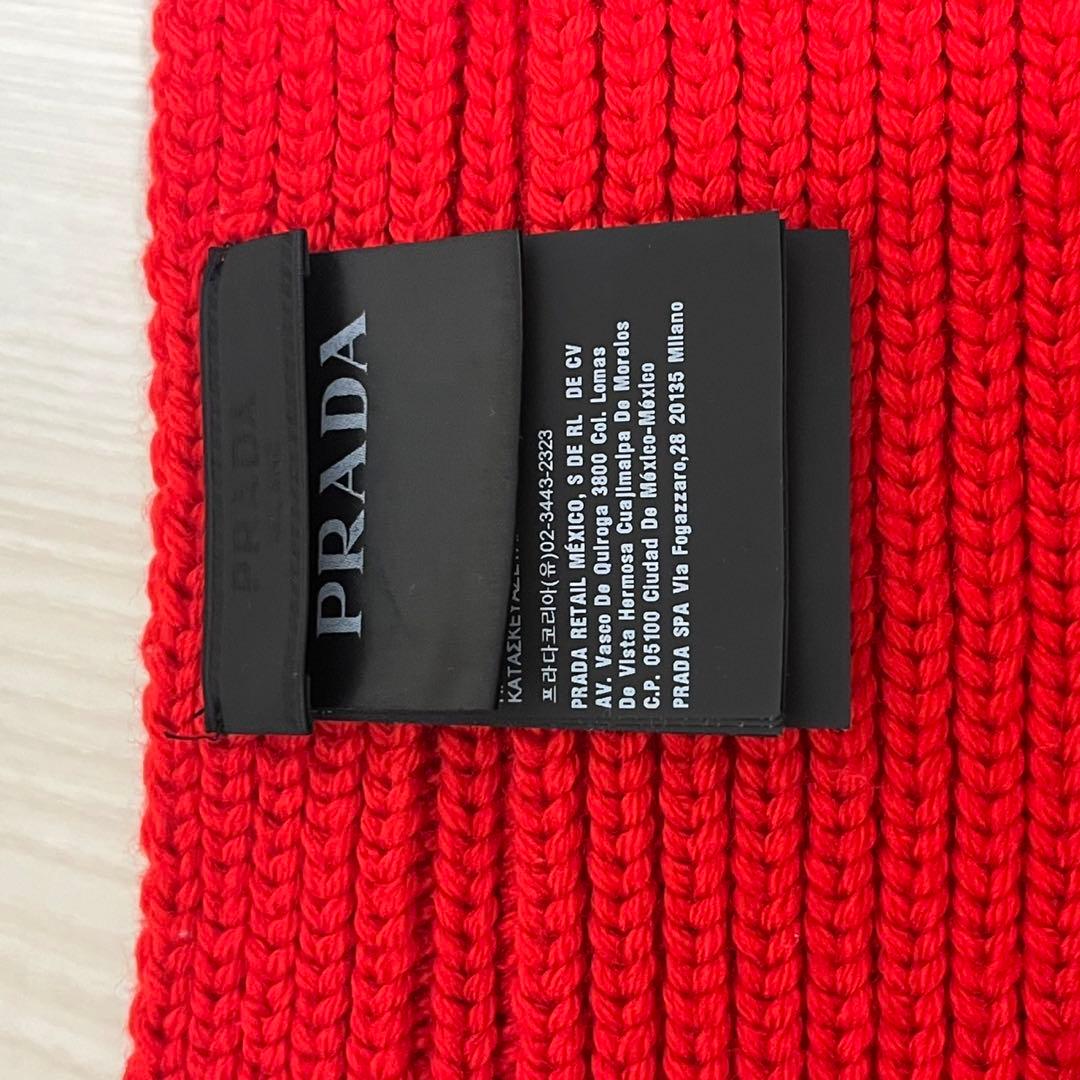 PRADA
PRADA
ΚΑΤΑΣΚΕΥΑΖΕΤΑΙ
프라다코리아(유)02-3443-2323
PRADA RETAIL MÉXICO, S DE RL DE CV
AV. Vasco De Quiroga 3800 Col. Lomas
De Vista Hermosa Cuajimalpa De Morelos
C.P. 05100 Ciudad De México-México
PRADA SPA Via Fogazzaro,28 20135 Milano